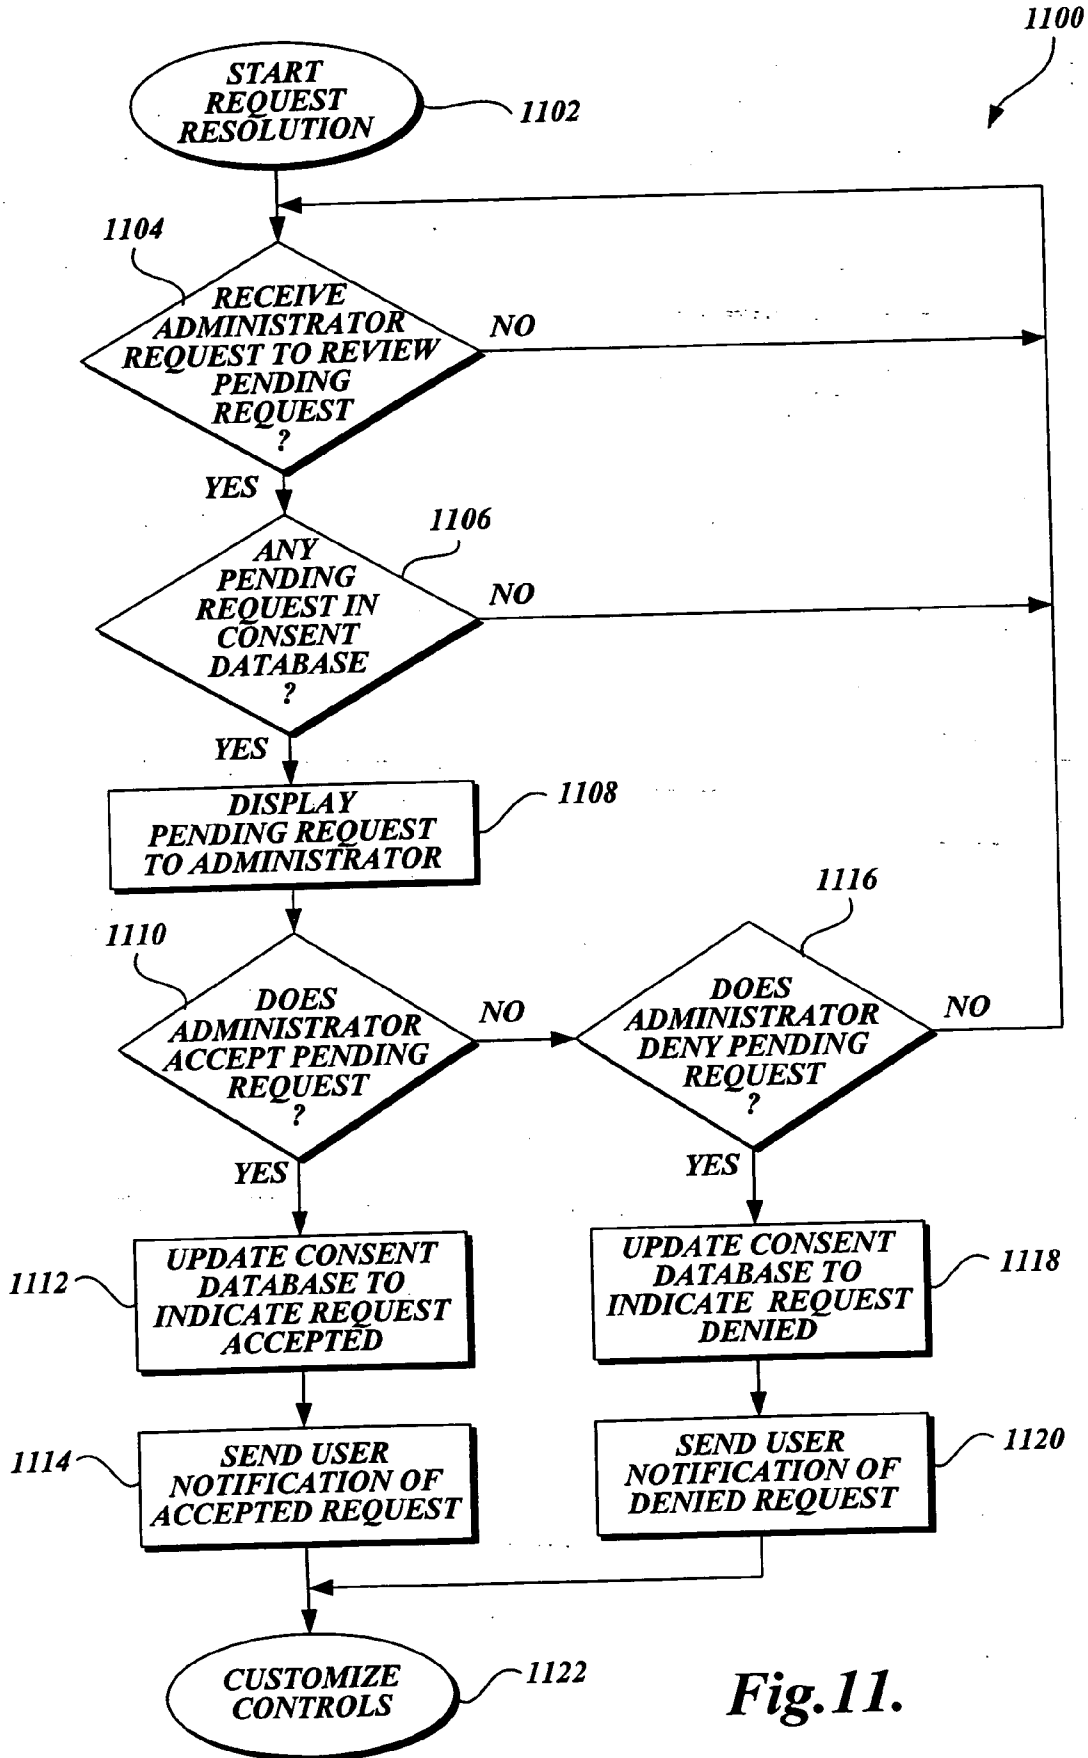 1100
START
REQUEST
RESOLUTION
1102
1104
RECEIVE
ADMINISTRATOR
REQUEST TO REVIEW
PENDING
REQUEST
?
NO
YES
1106
ANY
PENDING
REQUEST IN
CONSENT
DATABASE
?
NO
YES
DISPLAY
PENDING REQUEST
TO ADMINISTRATOR
1108
1110
DOES
ADMINISTRATOR
ACCEPT PENDING
REQUEST
?
NO
YES
1116
DOES
ADMINISTRATOR
DENY PENDING
REQUEST
?
NO
YES
1112
UPDATE CONSENT
DATABASE TO
INDICATE REQUEST
ACCEPTED
UPDATE CONSENT
DATABASE TO
INDICATE REQUEST
DENIED
1118
1114
SEND USER
NOTIFICATION OF
ACCEPTED REQUEST
SEND USER
NOTIFICATION OF
DENIED REQUEST
1120
CUSTOMIZE
CONTROLS
1122
Fig.11.